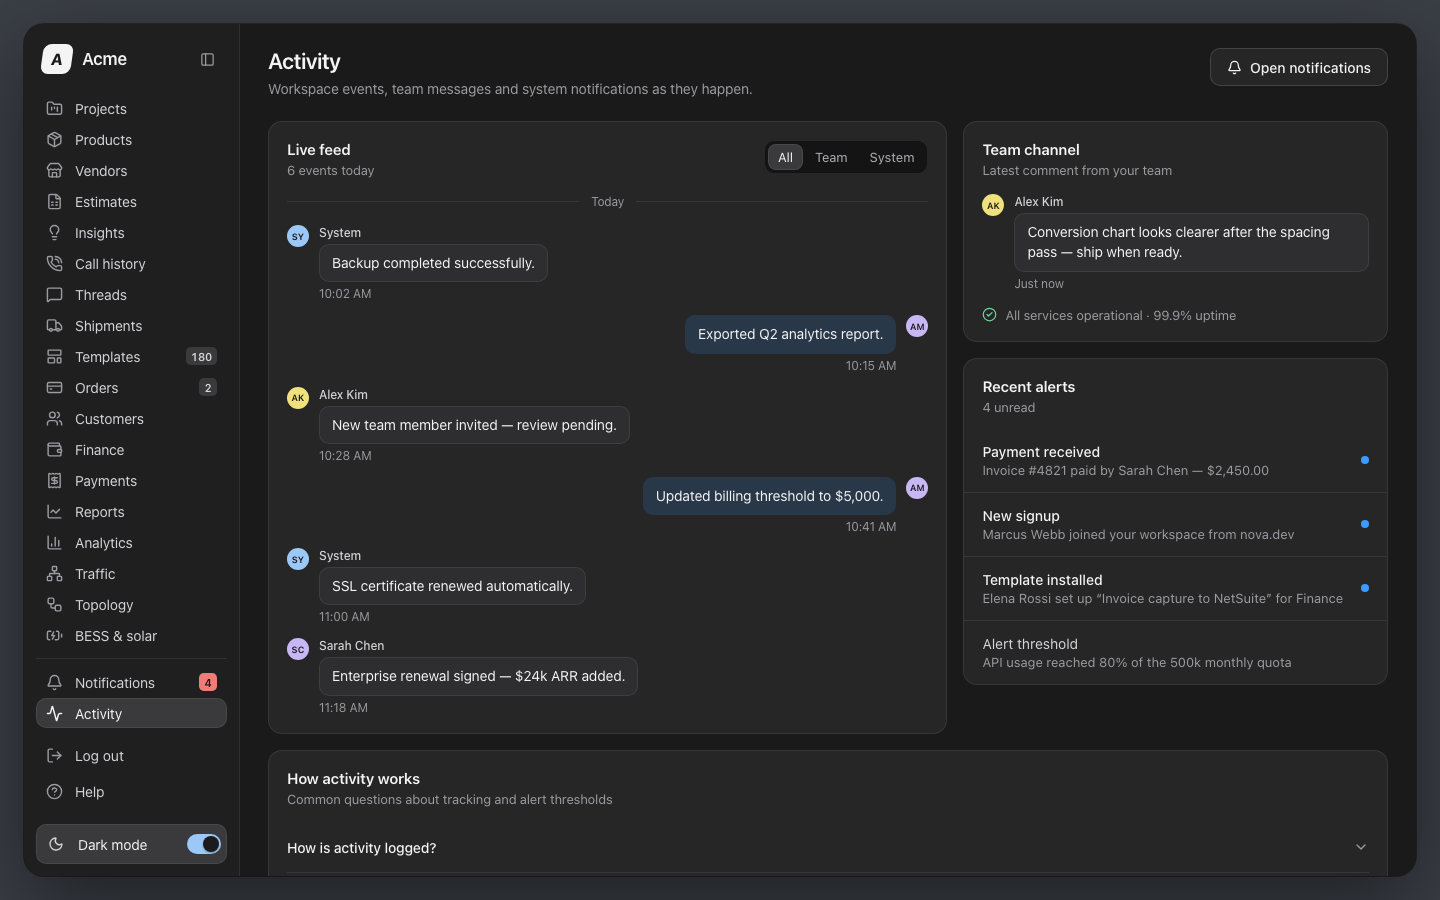 A Acme
Projects
Products
Vendors
Estimates
Insights
Call history
Threads
Shipments
Templates 180
Orders 2
Customers
Finance
Payments
Reports
Analytics
Traffic
Topology
BESS & solar
Notifications 4
Activity
Log out
Help
Dark mode
Activity
Workspace events, team messages and system notifications as they happen.
Open notifications
Live feed
6 events today
All Team System
Today
SY System
Backup completed successfully.
10:02 AM
Exported Q2 analytics report. AM
10:15 AM
AK Alex Kim
New team member invited — review pending.
10:28 AM
Updated billing threshold to $5,000. AM
10:41 AM
SY System
SSL certificate renewed automatically.
11:00 AM
SC Sarah Chen
Enterprise renewal signed — $24k ARR added.
11:18 AM
Team channel
Latest comment from your team
AK Alex Kim
Conversion chart looks clearer after the spacing
pass — ship when ready.
Just now
All services operational · 99.9% uptime
Recent alerts
4 unread
Payment received
Invoice #4821 paid by Sarah Chen — $2,450.00
New signup
Marcus Webb joined your workspace from nova.dev
Template installed
Elena Rossi set up “Invoice capture to NetSuite” for Finance
Alert threshold
API usage reached 80% of the 500k monthly quota
How activity works
Common questions about tracking and alert thresholds
How is activity logged?